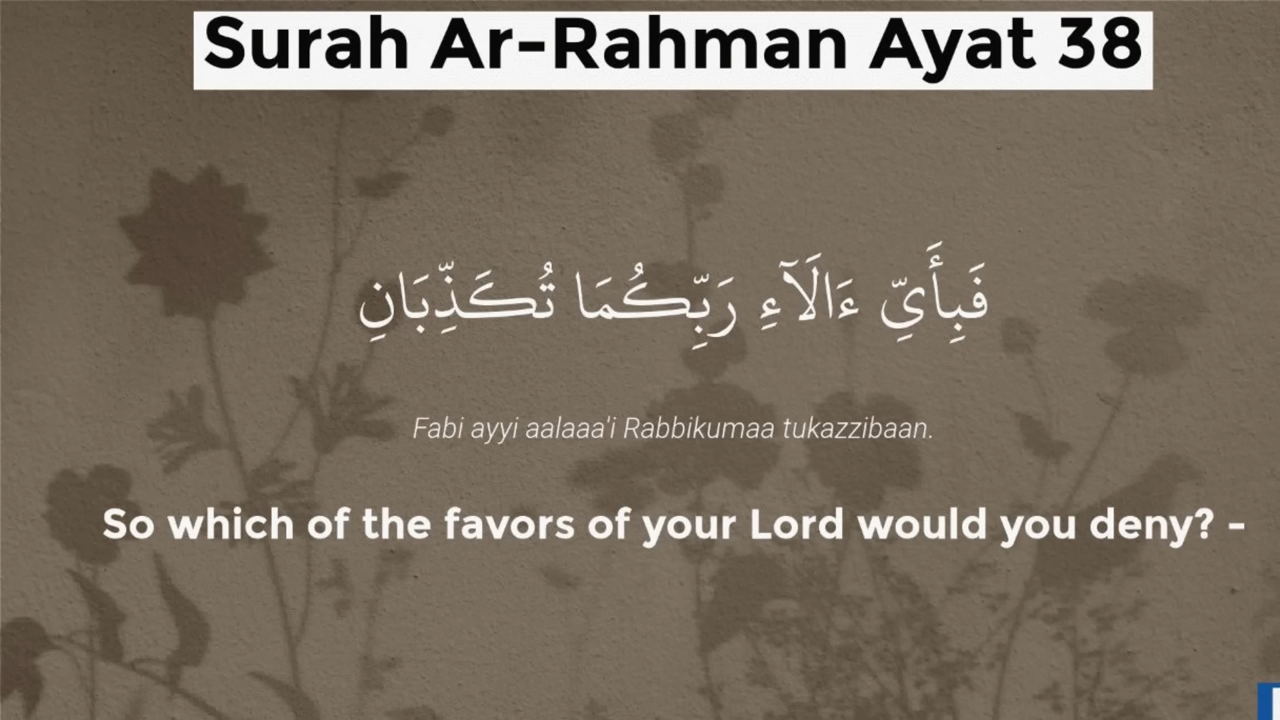 Surah Ar-Rahman Ayat 38
فَبِأَيِّ ءَالَآءِ رَبِّكُمَا تُكَذِّبَانِ
Fabi ayyi aalaaa'i Rabbikumaa tukazzibaan.
So which of the favors of your Lord would you deny? -